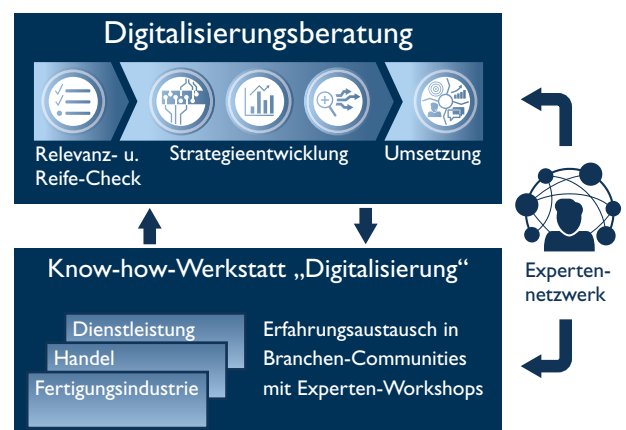 Digitalisierungsberatung
Relevanz- u.
Reife-Check
Strategieentwicklung
Umsetzung
Experten-
netzwerk
Know-how-Werkstatt „Digitalisierung“
Dienstleistung
Handel
Fertigungsindustrie
Erfahrungsaustausch in
Branchen-Communities
mit Experten-Workshops